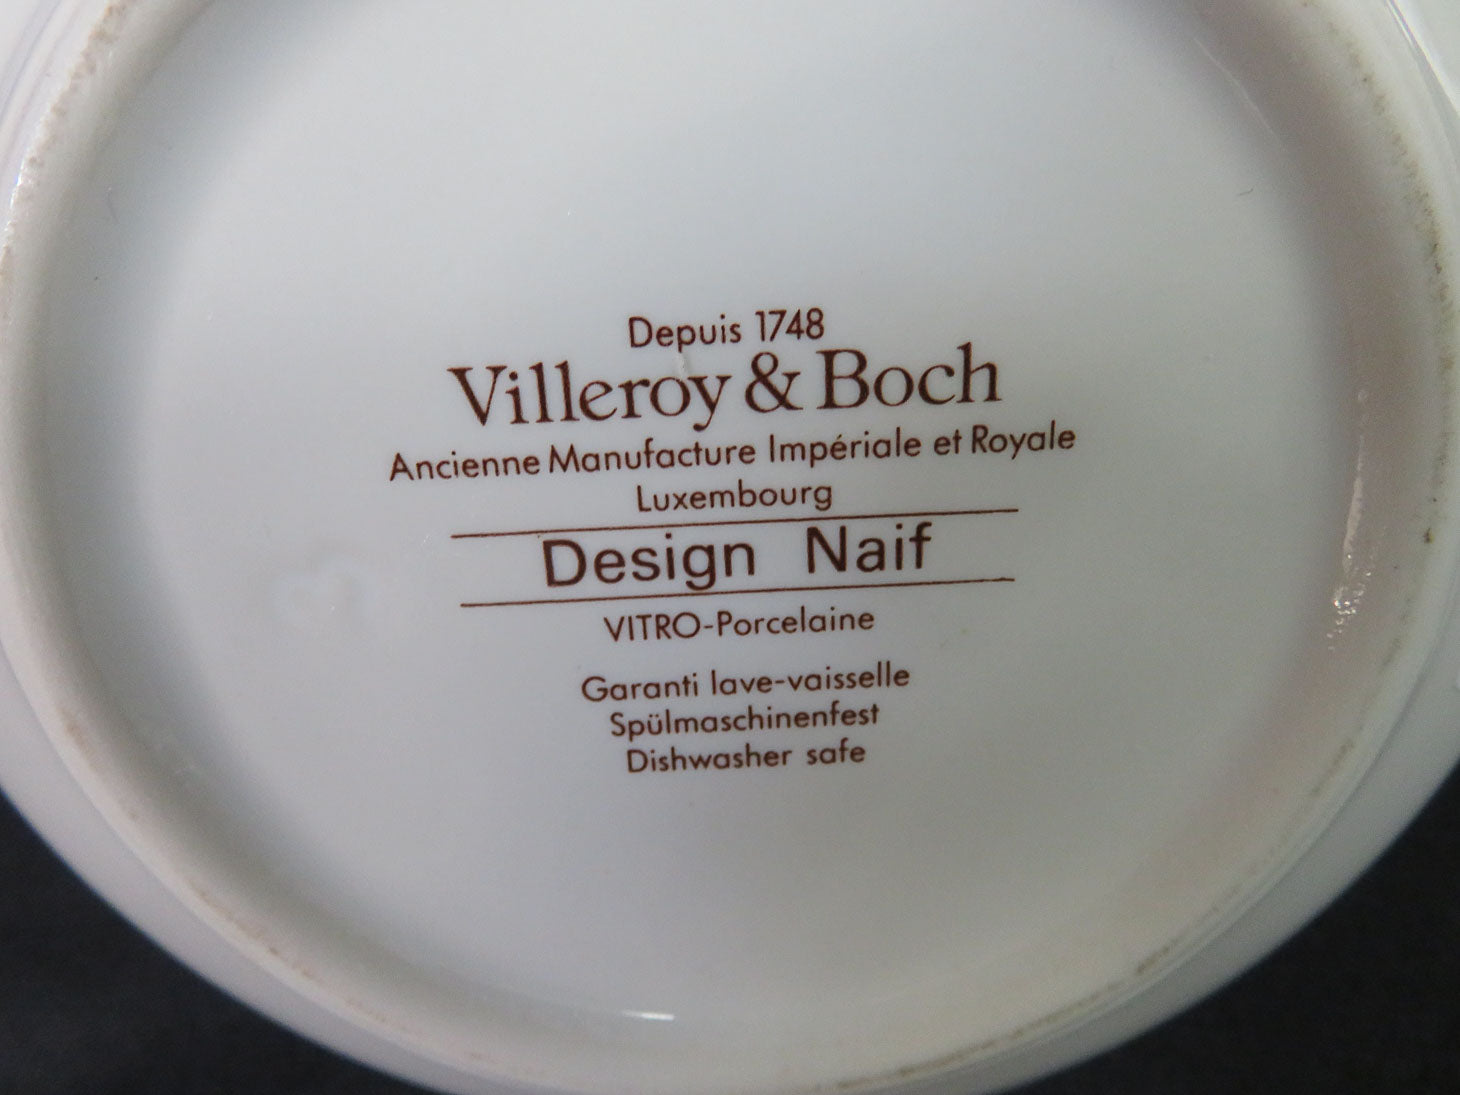 Depuis 1748
Villeroy & Boch
Ancienne Manufacture Impériale et Royale
Luxembourg
Design Naif
VITRO-Porcelaine
Garanti lave-vaisselle
Spülmaschinenfest
Dishwasher safe